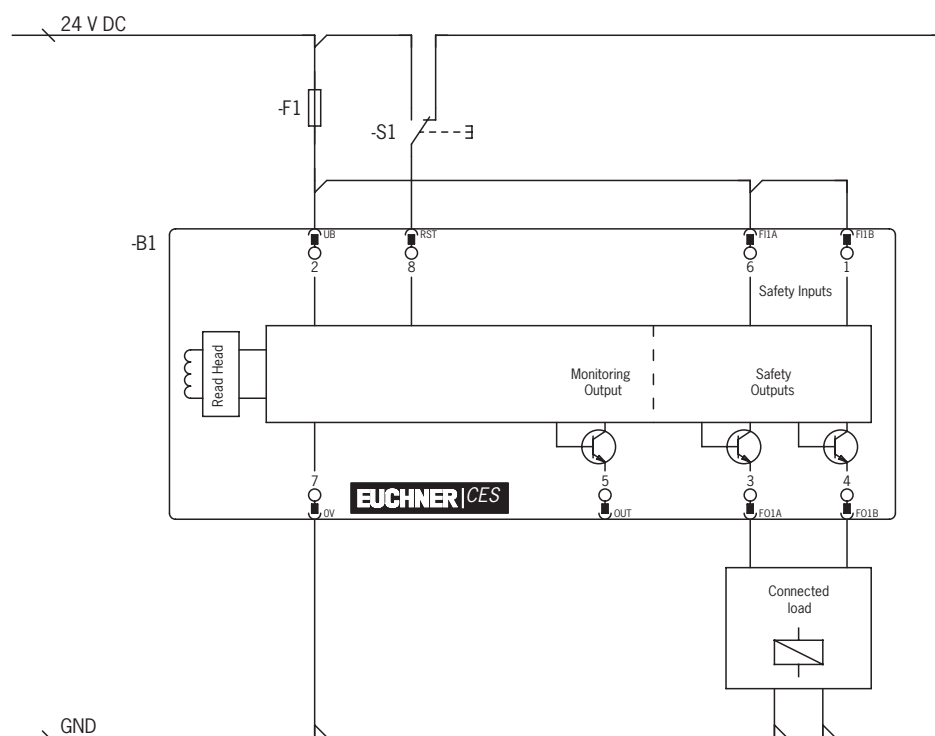 24 V DC
-F1
-S1
-B1
UB
RST
FI1A
FI1B
2
8
6
1
Safety Inputs
Read Head
Monitoring
Output
Safety
Outputs
7
5
3
4
EUCHNER CES
0V
OUT
FO1A
FO1B
Connected
load
GND